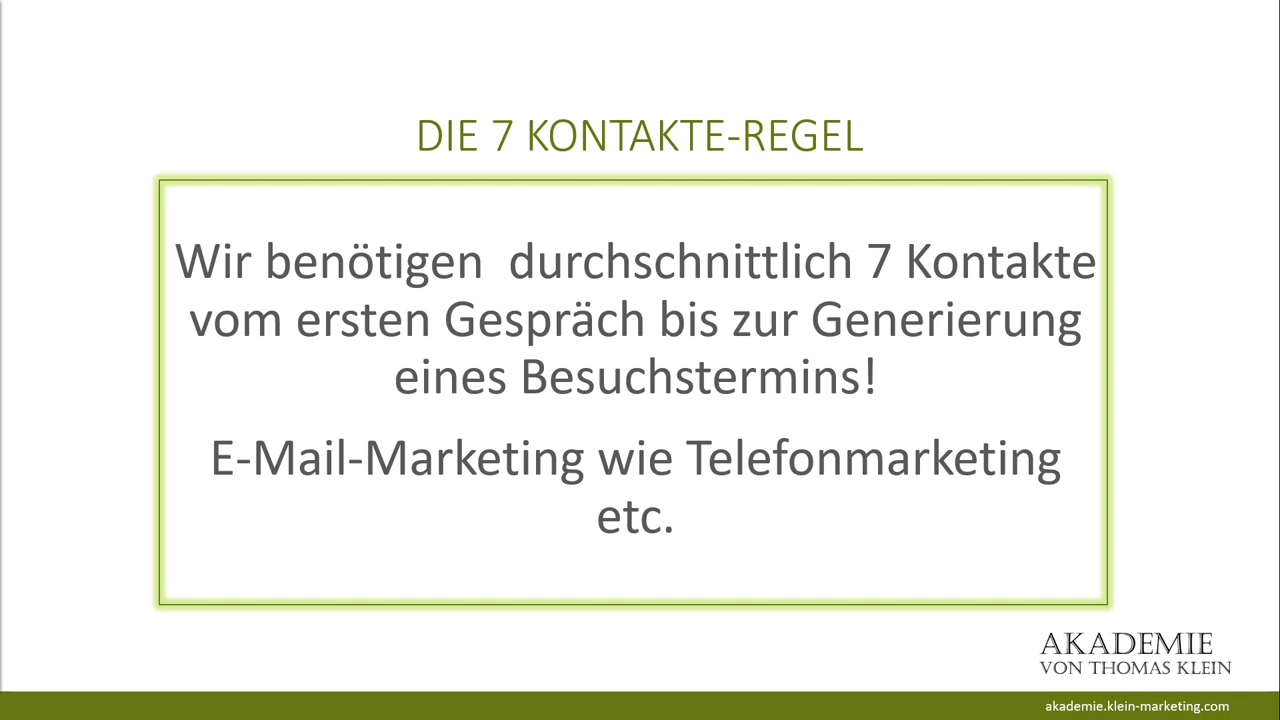 DIE 7 KONTAKTE-REGEL
Wir benötigen  durchschnittlich 7 Kontakte
vom ersten Gespräch bis zur Generierung
eines Besuchstermins!
E-Mail-Marketing wie Telefonmarketing
etc.
AKADEMIE
VON THOMAS KLEIN
akademie.klein-marketing.com